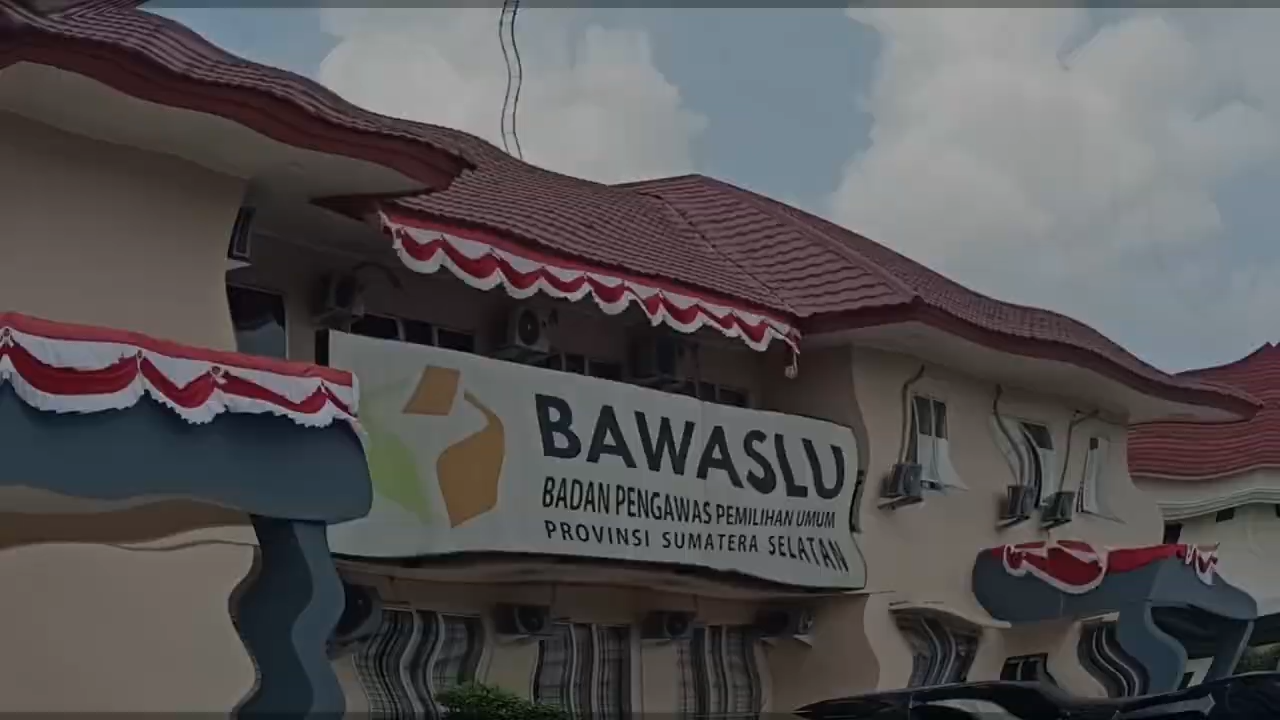 BAWASLU
BADAN PENGAWAS PEMILIHAN UMUM
PROVINSI SUMATERA SELATAN